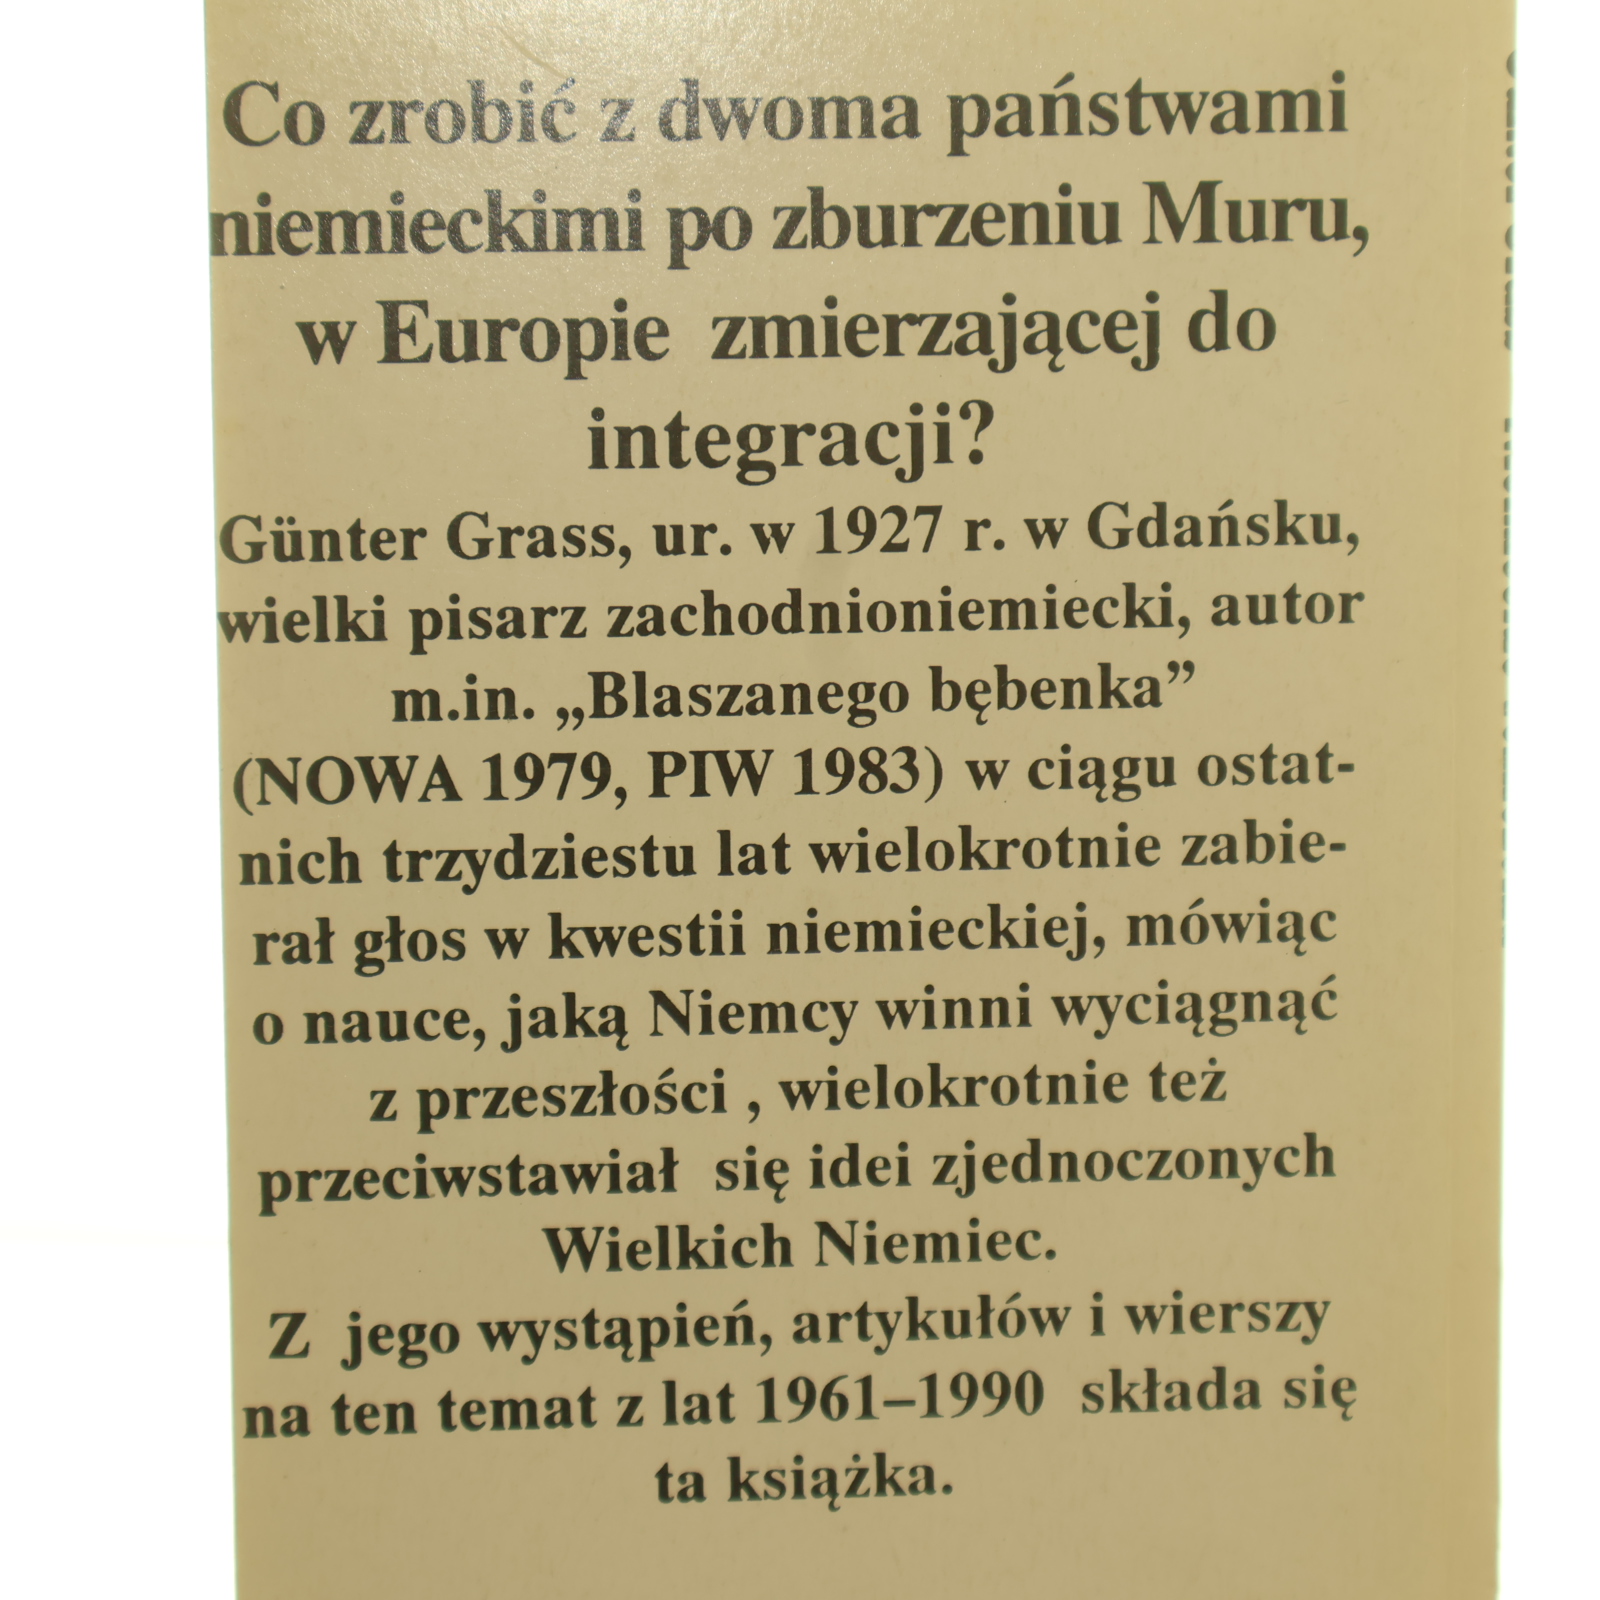 Co zrobić z dwoma państwami
niemieckimi po zburzeniu Muru,
w Europie zmierzającej do
integracji?
Günter Grass, ur. w 1927 r. w Gdańsku,
wielki pisarz zachodnioniemiecki, autor
m.in. „Blaszanego bębenka”
(NOWA 1979, PIW 1983) w ciągu ostat-
nich trzydziestu lat wielokrotnie zabie-
rał głos w kwestii niemieckiej, mówiąc
o nauce, jaką Niemcy winni wyciągnąć
z przeszłości , wielokrotnie też
przeciwstawiał się idei zjednoczonych
Wielkich Niemiec.
Z jego wystąpień, artykułów i wierszy
na ten temat z lat 1961–1990 składa się
ta książka.